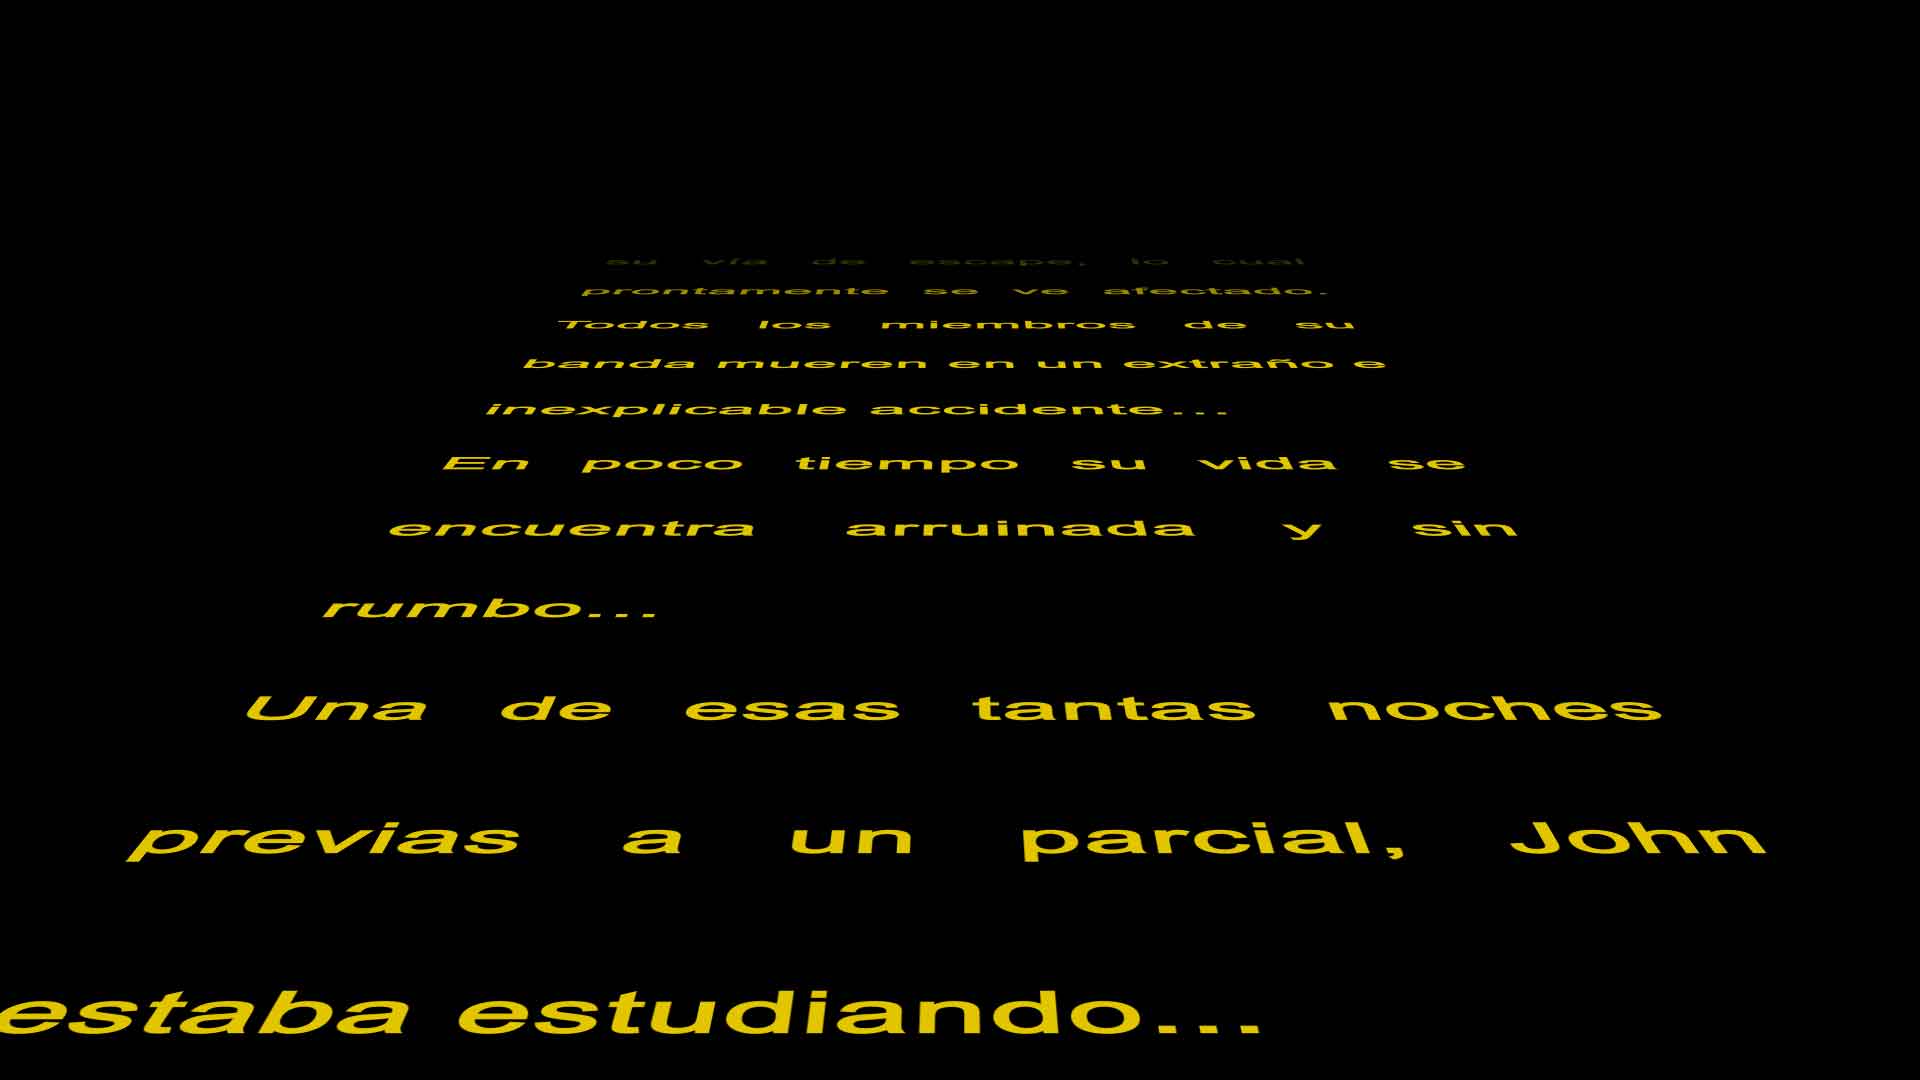 su vía de escape, lo cual
prontamente se ve afectado.
Todos los miembros de su
banda mueren en un extraño e
inexplicable accidente...
En poco tiempo su vida se
encuentra arruinada y sin
rumbo...
Una de esas tantas noches
previas a un parcial, John
estaba estudiando...